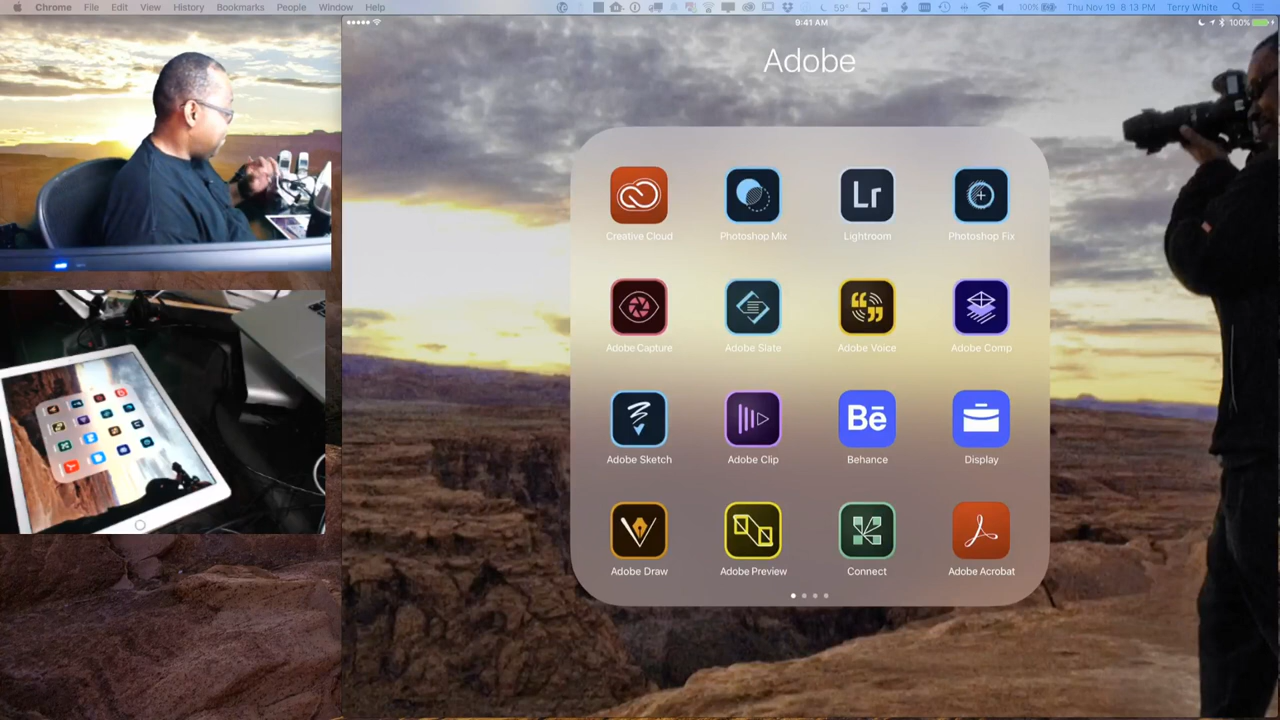 Chrome File Edit View History Bookmarks People Window Help
59° 100% Thu Nov 19 8:13 PM Terry White
9:41 AM
100%
Adobe
Lr
Creative Cloud Photoshop Mix Lightroom Photoshop Fix
Adobe Capture Adobe Slate Adobe Voice Adobe Comp
Bē
Adobe Sketch Adobe Clip Behance Display
Adobe Draw Adobe Preview Connect Adobe Acrobat